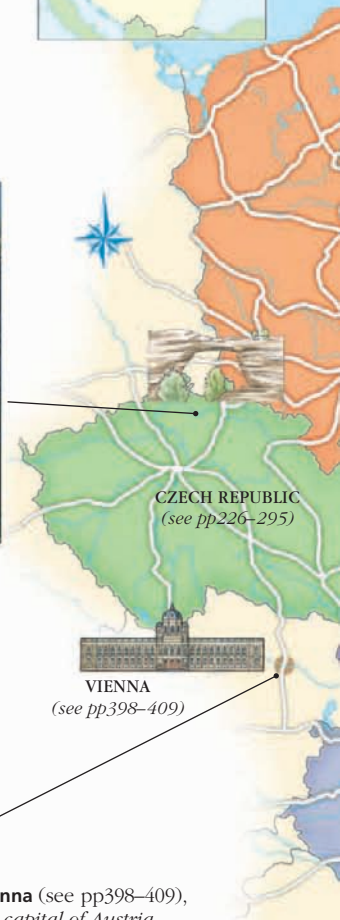 CZECH REPUBLIC
(see pp226–295)
VIENNA
(see pp398–409)
nna (see pp398–409),
capital of Austria